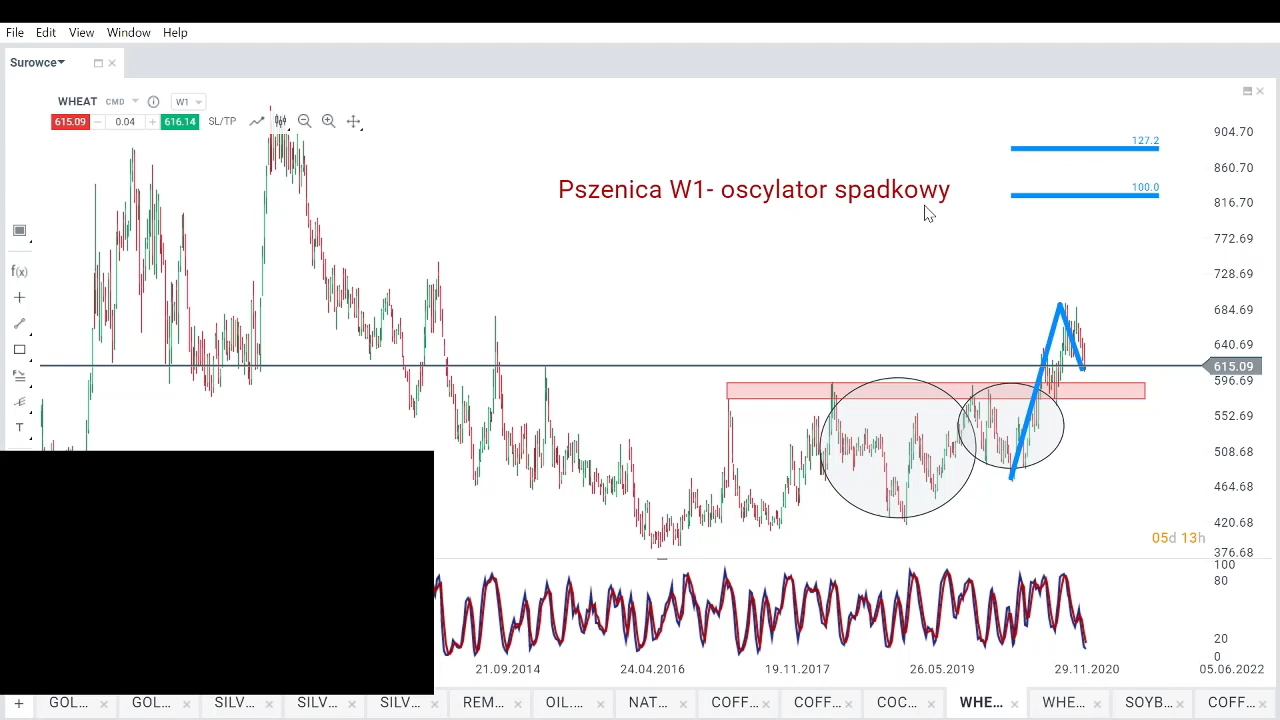 File Edit View Window Help
Surowce
WHEAT CMD W1
615.09 0.04 616.14 SL/TP
127.2
100.0
Pszenica W1- oscylator spadkowy
904.70
860.70
816.70
772.69
728.69
684.69
640.69
615.09
596.69
552.69
508.68
464.68
420.68
376.68
f(x)
T
05d 13h
100
80
20
0
21.09.2014 24.04.2016 19.11.2017 26.05.2019 29.11.2020 05.06.2022
+ GOL... GOL... SILV... SILV... SILV... REM... OIL.... NAT... COFF... COFF... COC... WHE... WHE... SOYB... COFF...